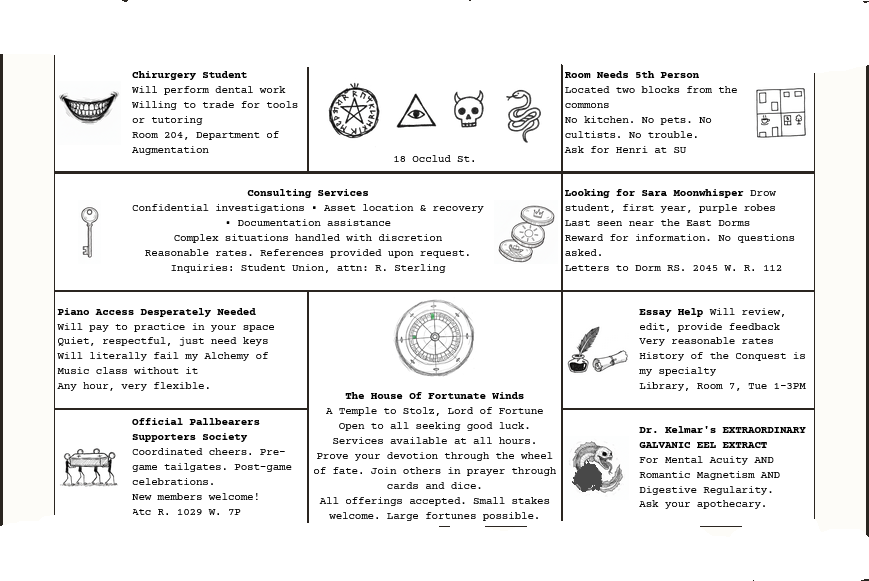 Chirurgery Student
Will perform dental work
Willing to trade for tools
or tutoring
Room 204, Department of
Augmentation
18 Occlud St.
Room Needs 5th Person
Located two blocks from the
commons
No kitchen. No pets. No
cultists. No trouble.
Ask for Henri at SU
Consulting Services
Confidential investigations • Asset location & recovery
• Documentation assistance
Complex situations handled with discretion
Reasonable rates. References provided upon request.
Inquiries: Student Union, attn: R. Sterling
Looking for Sara Moonwhisper Drow
student, first year, purple robes
Last seen near the East Dorms
Reward for information. No questions
asked.
Letters to Dorm RS. 2045 W. R. 112
Piano Access Desperately Needed
Will pay to practice in your space
Quiet, respectful, just need keys
Will literally fail my Alchemy of
Music class without it
Any hour, very flexible.
Official Pallbearers
Supporters Society
Coordinated cheers. Pre-
game tailgates. Post-game
celebrations.
New members welcome!
Atc R. 1029 W. 7P
The House Of Fortunate Winds
A Temple to Stolz, Lord of Fortune
Open to all seeking good luck.
Services available at all hours.
Prove your devotion through the wheel
of fate. Join others in prayer through
cards and dice.
All offerings accepted. Small stakes
welcome. Large fortunes possible.
Essay Help Will review,
edit, provide feedback
Very reasonable rates
History of the Conquest is
my specialty
Library, Room 7, Tue 1-3PM
Dr. Kelmar's EXTRAORDINARY
GALVANIC EEL EXTRACT
For Mental Acuity AND
Romantic Magnetism AND
Digestive Regularity.
Ask your apothecary.